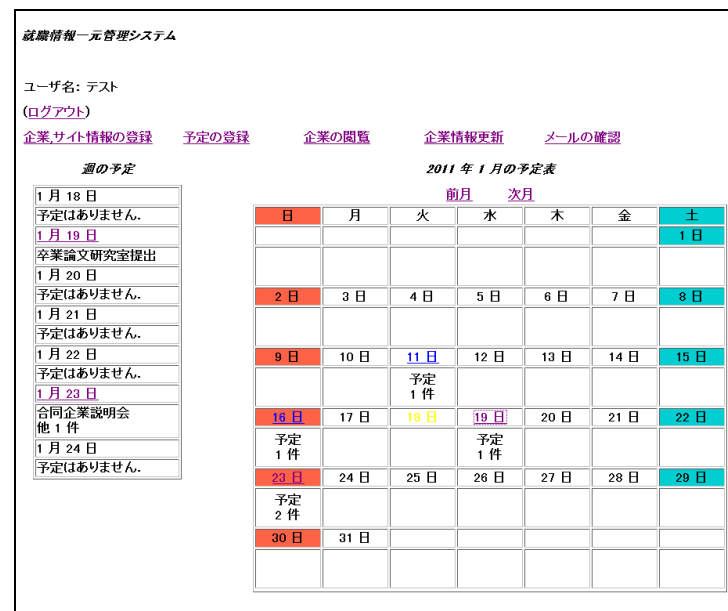 就職情報一元管理システム
ユーザ名: テスト
(ログアウト)
企業,サイト情報の登録 予定の登録 企業の閲覧 企業情報更新 メールの確認
週の予定
1 月 18 日
予定はありません.
1 月 19 日
卒業論文研究室提出
1 月 20 日
予定はありません.
1 月 21 日
予定はありません.
1 月 22 日
予定はありません.
1 月 23 日
合同企業説明会
他 1 件
1 月 24 日
予定はありません.
2011 年 1 月の予定表
前月 次月
日 月 火 水 木 金 土
1 日
2 日 3 日 4 日 5 日 6 日 7 日 8 日
9 日 10 日 11 日 12 日 13 日 14 日 15 日
予定
1 件
16 日 17 日 18 日 19 日 20 日 21 日 22 日
予定 予定
1 件 1 件
23 日 24 日 25 日 26 日 27 日 28 日 29 日
予定
2 件
30 日 31 日